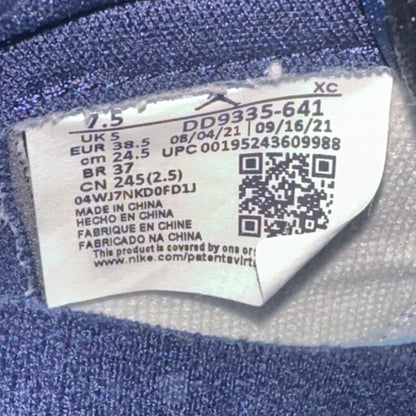 XC
7.5 DD9335-641
UK 5 08/04/21 | 09/16/21
EUR 38.5 UPC 00195243609988
cm 24.5
BR 37
CN 245(2.5)
04WJ7NKD0FD1J
MADE IN CHINA
HECHO EN CHINA
FABRIQUE EN CHINE
FABRICADO NA CHINA
This product is covered by one or
www.nike.com/patentsvirtu